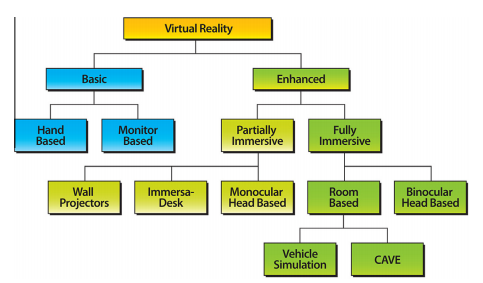 Virtual Reality
Basic
Enhanced
Hand
Based
Monitor
Based
Partially
Immersive
Fully
Immersive
Wall
Projectors
Immersa-
Desk
Monocular
Head Based
Room
Based
Binocular
Head Based
Vehicle
Simulation
CAVE